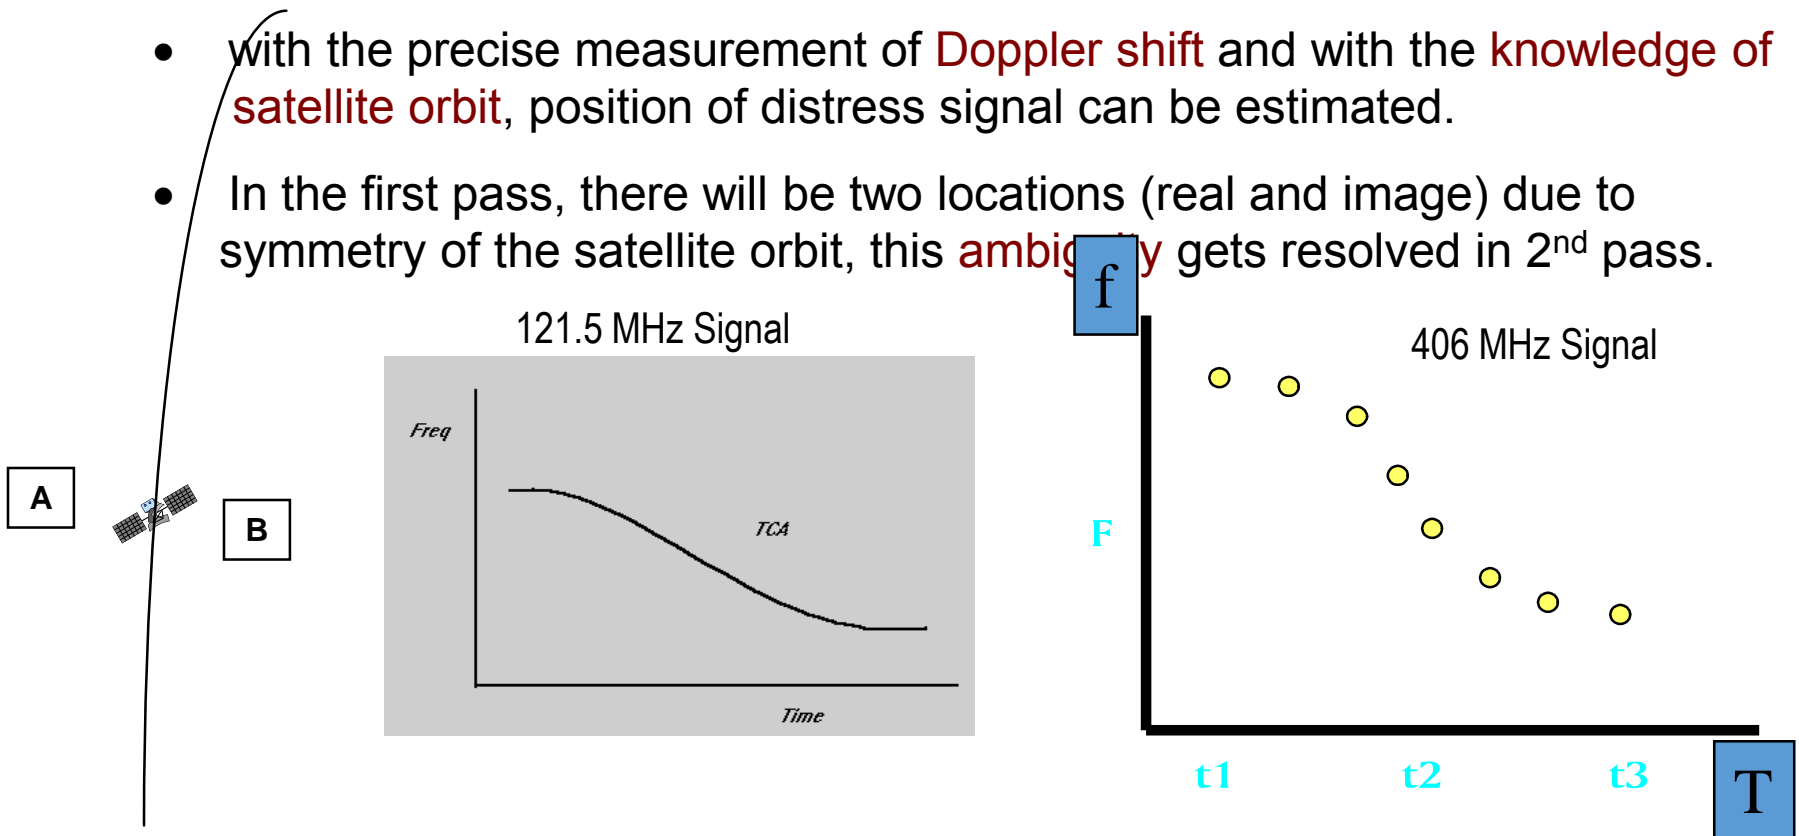 • with the precise measurement of Doppler shift and with the knowledge of
satellite orbit, position of distress signal can be estimated.
• In the first pass, there will be two locations (real and image) due to
symmetry of the satellite orbit, this ambiguity gets resolved in 2nd pass.
121.5 MHz Signal
Freq
TCA
Time
A
B
f
406 MHz Signal
F
t1 t2 t3
T